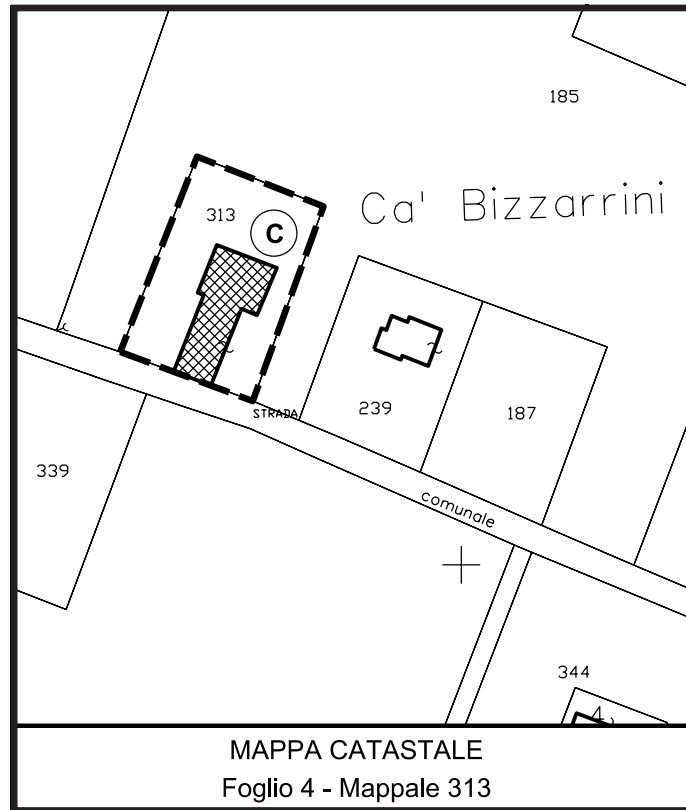 185
Ca' Bizzarrini
313
C
239
187
STRADA
339
comunale
344
MAPPA CATASTALE
Foglio 4 - Mappale 313